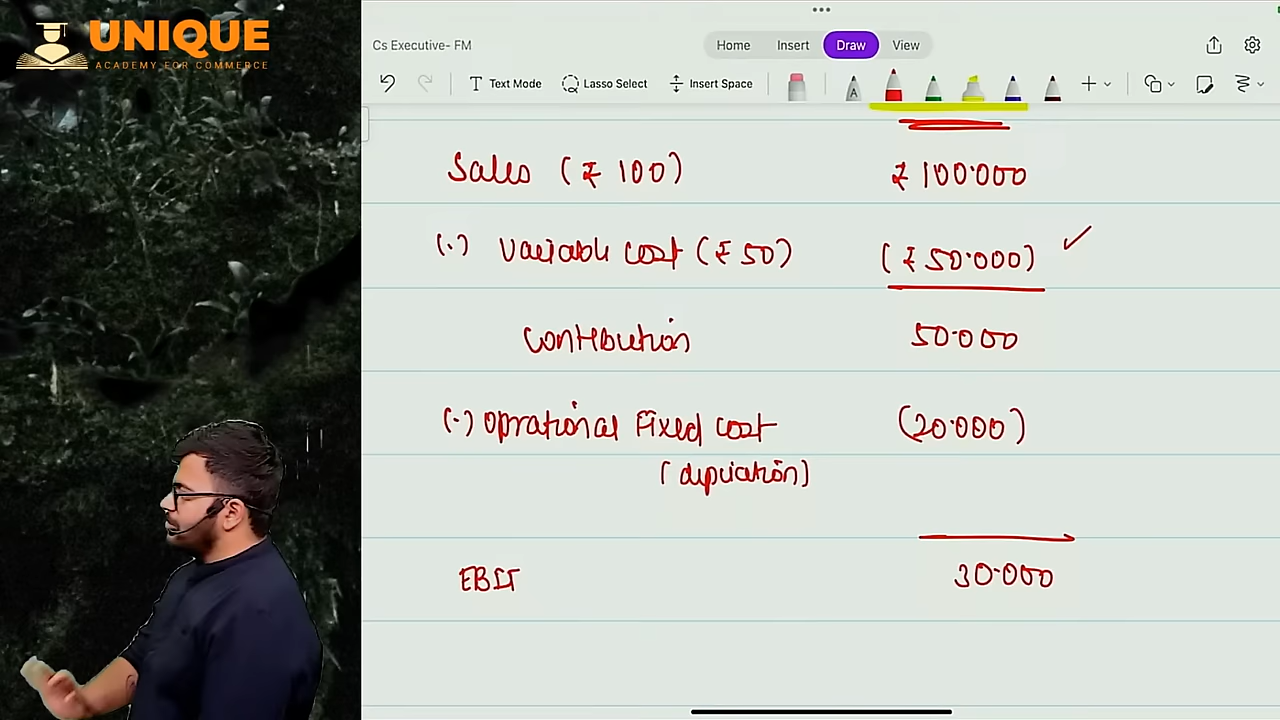 UNIQUE
ACADEMY FOR COMMERCE
Cs Executive- FM
Home Insert Draw View
Text Mode Lasso Select Insert Space
A
Sales (₹ 100) ₹ 100·000
(-) Variable cost (₹ 50) (₹ 50·000) ✓
Contribution 50·000
(-) Oprational Fixed cost (20·000)
[depriciation]
EBIT 30·000